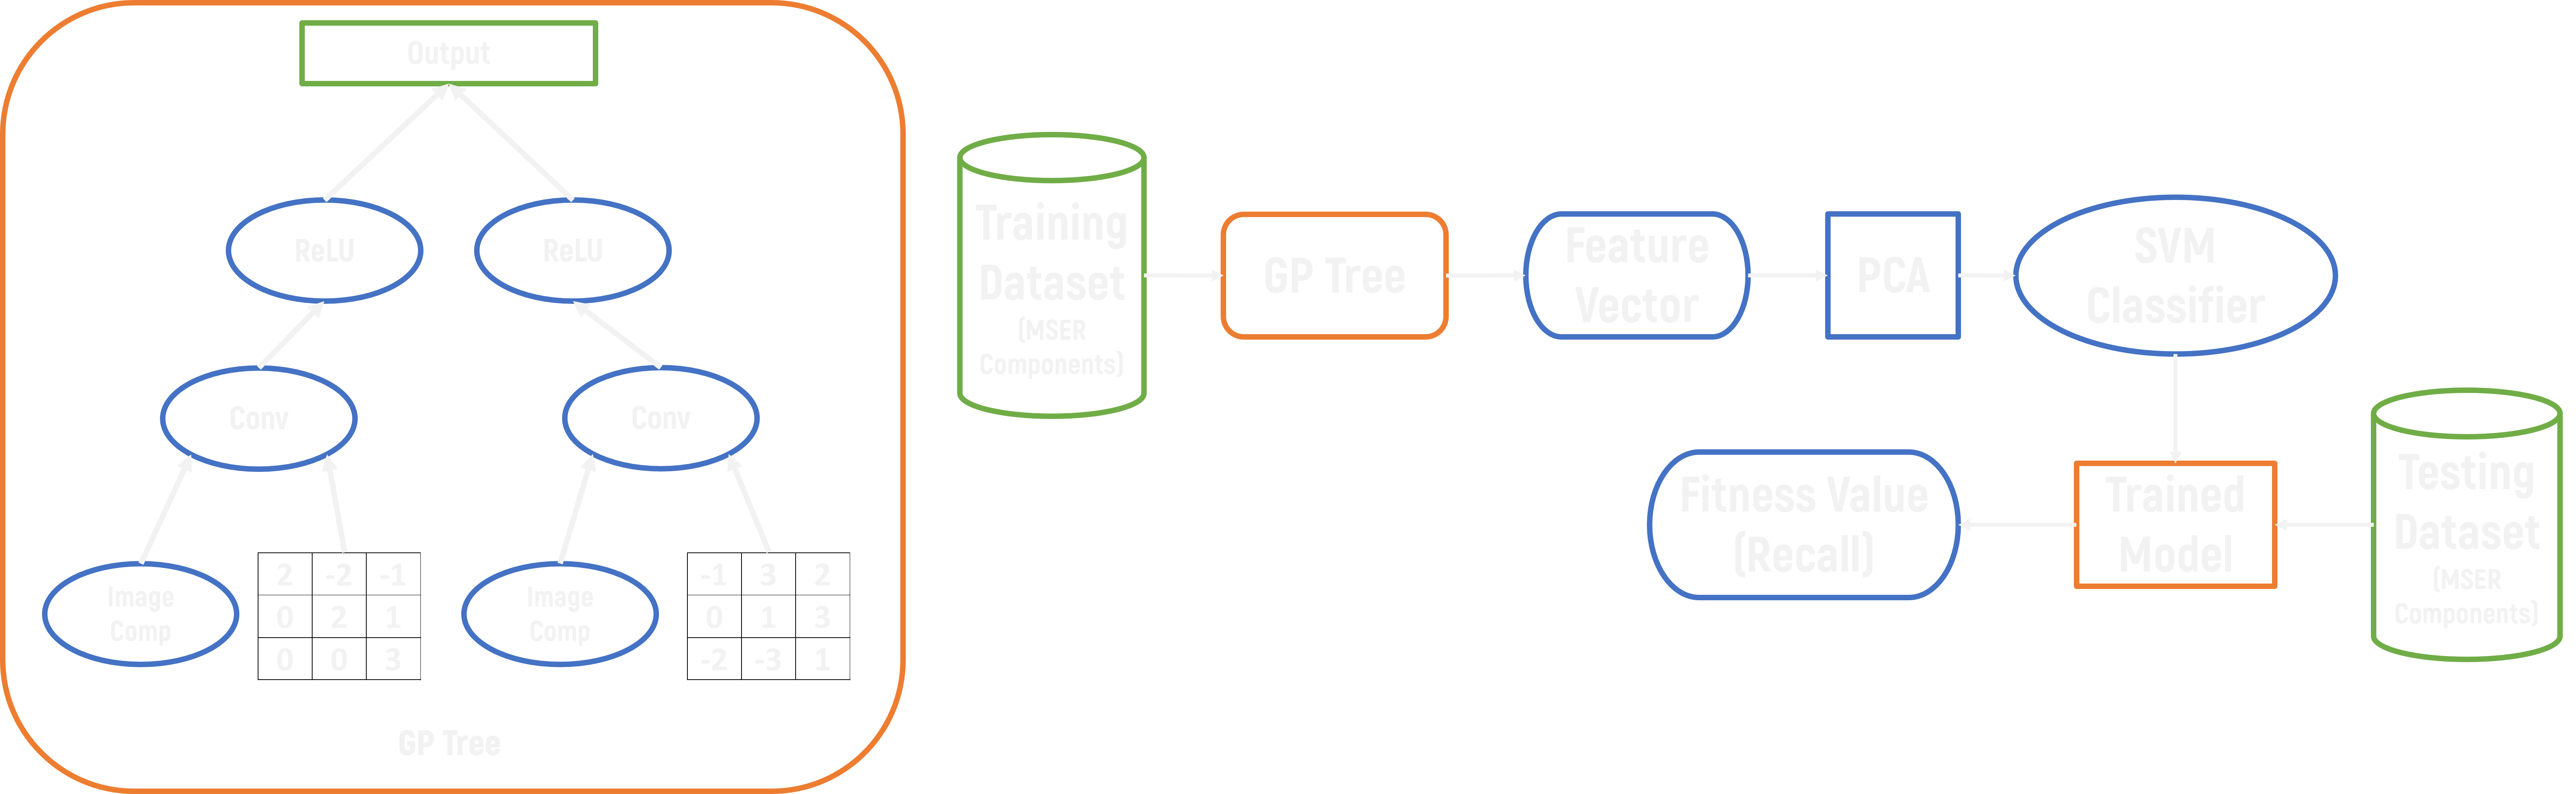 Output
ReLU
ReLU
Conv
Conv
Image
Comp
2 -2 -1
0 2 1
0 0 3
Image
Comp
-1 3 2
0 1 3
-2 -3 1
GP Tree
Training
Dataset
(MSER
Components)
GP Tree
Feature
Vector
PCA
SVM
Classifier
Fitness Value
(Recall)
Trained
Model
Testing
Dataset
(MSER
Components)